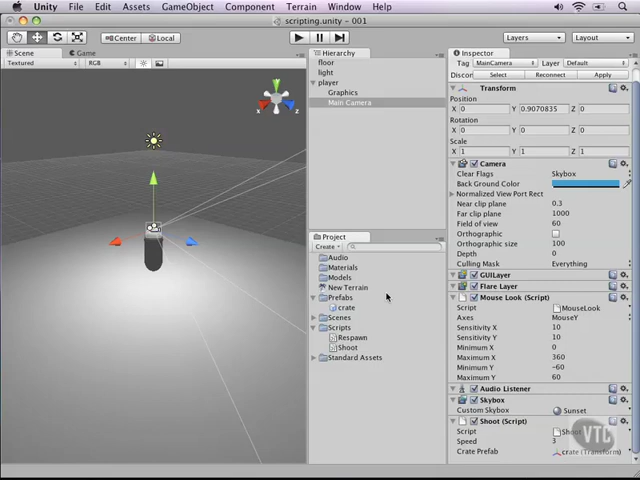 Unity File Edit Assets GameObject Component Terrain Window Help
scripting.unity - 001
Center Local Layers Layout
Scene Game
Textured RGB
Hierarchy
floor
light
player
Graphics
Main Camera
Project
Create
Audio
Materials
Models
New Terrain
Prefabs
crate
Scenes
Scripts
Respawn
Shoot
Standard Assets
Inspector
Tag MainCamera Layer Default
Discon Select Reconnect Apply
Transform
Position
X 0 Y 0.9070835 Z 0
Rotation
X 0 Y 0 Z 0
Scale
X 1 Y 1 Z 1
Camera
Clear Flags Skybox
Back Ground Color
Normalized View Port Rect
Near clip plane 0.3
Far clip plane 1000
Field of view 60
Orthographic
Orthographic size 100
Depth 0
Culling Mask Everything
GUILayer
Flare Layer
Mouse Look (Script)
Script MouseLook
Axes MouseY
Sensitivity X 10
Sensitivity Y 10
Minimum X 0
Maximum X 360
Minimum Y -60
Maximum Y 60
Audio Listener
Skybox
Custom Skybox Sunset
Shoot (Script)
Script Shoot
Speed 3
Crate Prefab crate (Transform)
VTC